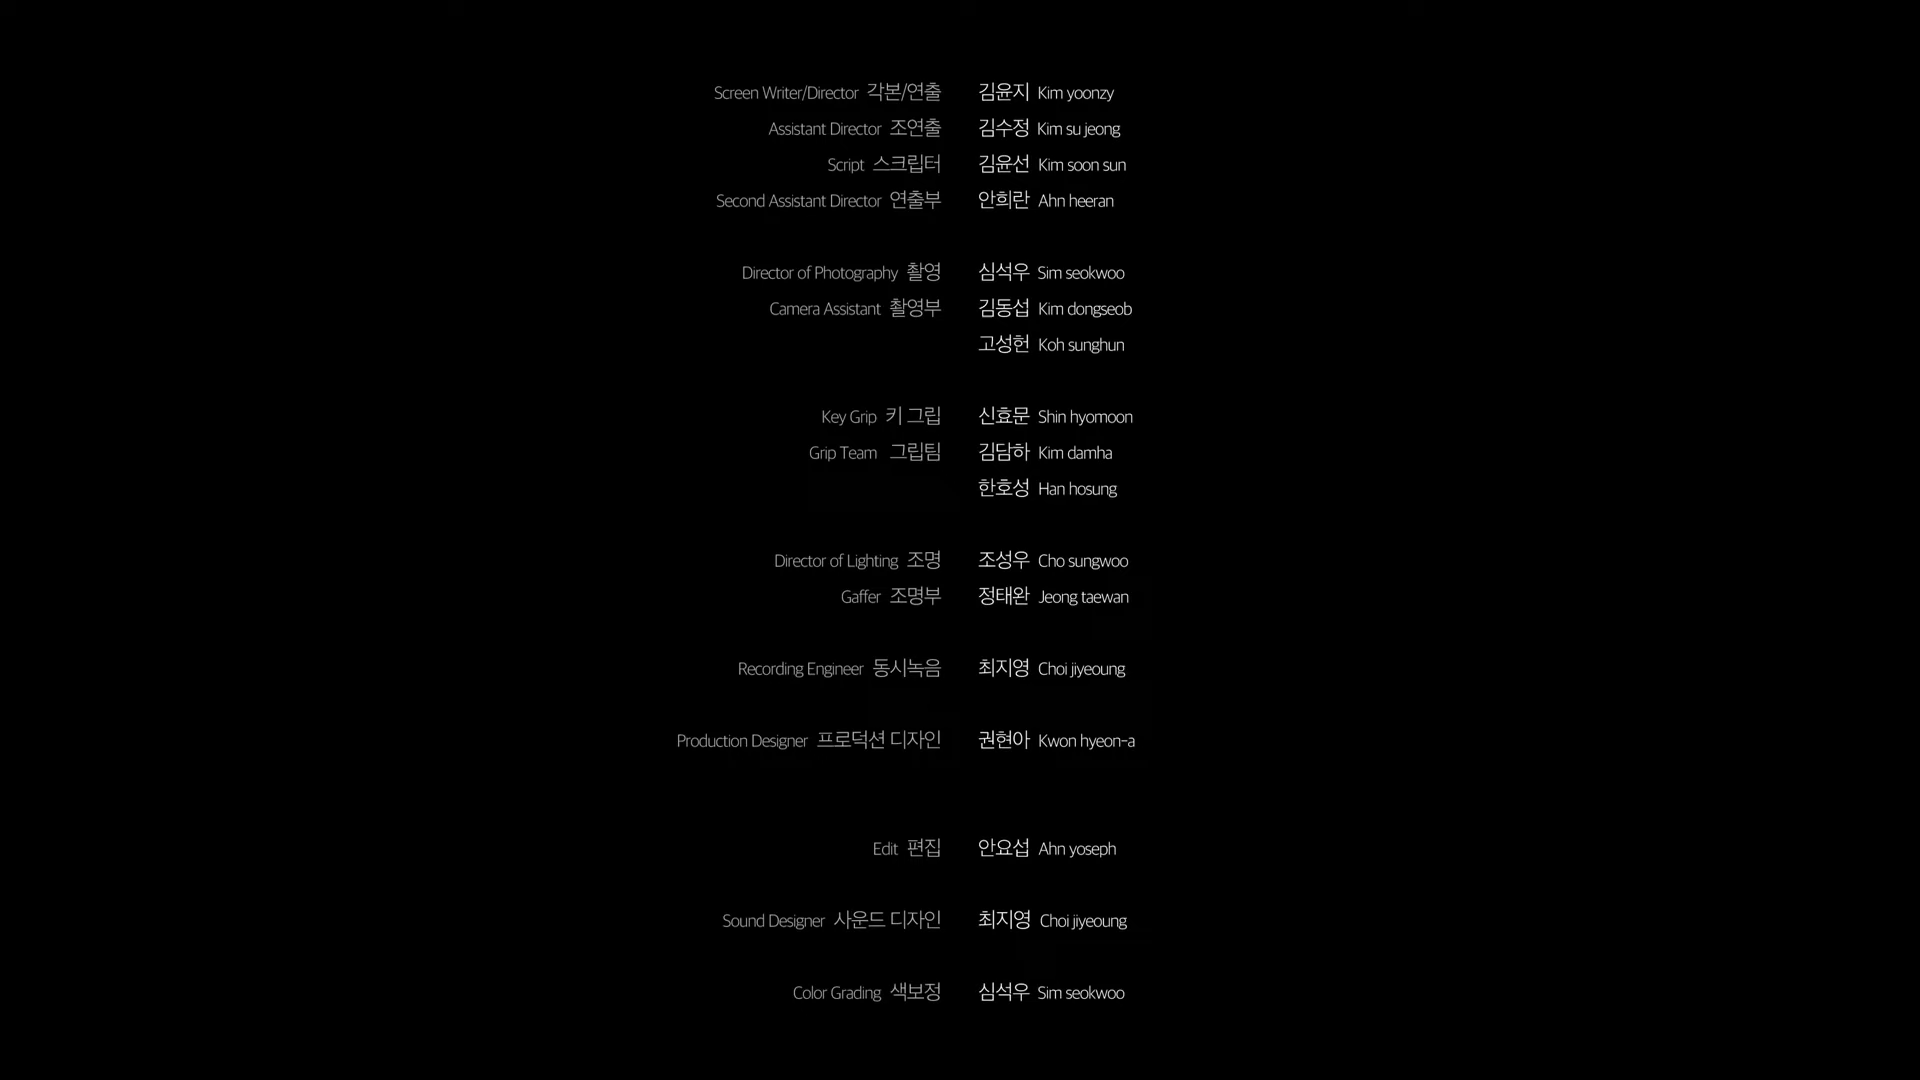 Screen Writer/Director 각본/연출 김윤지 Kim yoonzy
Assistant Director 조연출 김수정 Kim su jeong
Script 스크립터 김윤선 Kim soon sun
Second Assistant Director 연출부 안희란 Ahn heeran
Director of Photography 촬영 심석우 Sim seokwoo
Camera Assistant 촬영부 김동섭 Kim dongseob
고성헌 Koh sunghun
Key Grip 키 그립 신효문 Shin hyomoon
Grip Team 그립팀 김담하 Kim damha
한호성 Han hosung
Director of Lighting 조명 조성우 Cho sungwoo
Gaffer 조명부 정태완 Jeong taewan
Recording Engineer 동시녹음 최지영 Choi jiyeoung
Production Designer 프로덕션 디자인 권현아 Kwon hyeon-a
Edit 편집 안요섭 Ahn yoseph
Sound Designer 사운드 디자인 최지영 Choi jiyeoung
Color Grading 색보정 심석우 Sim seokwoo